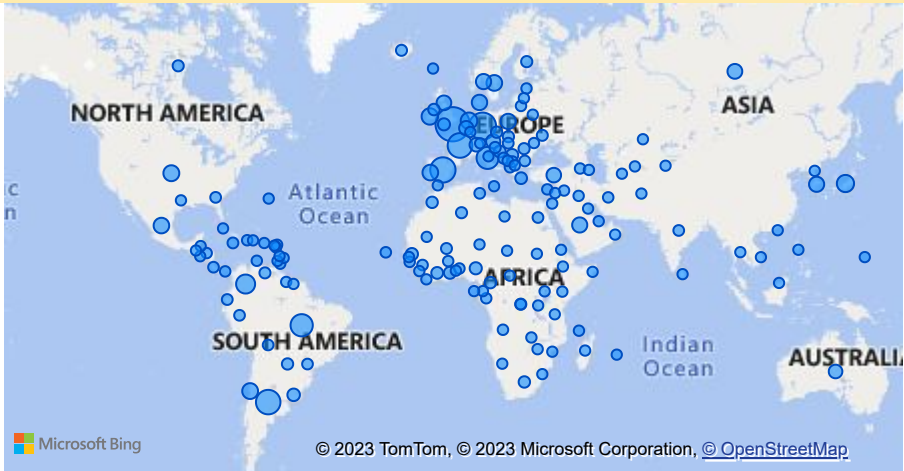 NORTH AMERICA
Atlantic
Ocean
EUROPE
ASIA
AFRICA
SOUTH AMERICA
Indian
Ocean
AUSTRALIA
Microsoft Bing
© 2023 TomTom, © 2023 Microsoft Corporation, © OpenStreetMap